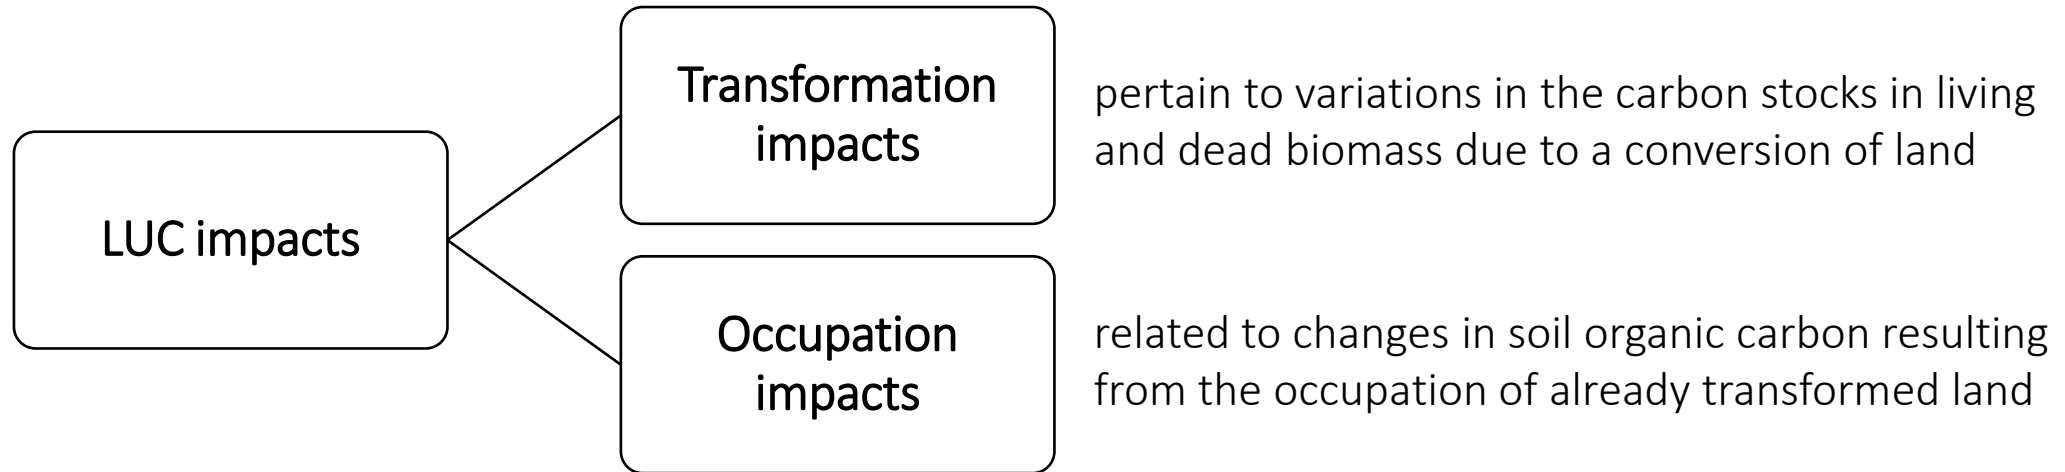 LUC impacts
Transformation
impacts
pertain to variations in the carbon stocks in living
and dead biomass due to a conversion of land
Occupation
impacts
related to changes in soil organic carbon resulting
from the occupation of already transformed land